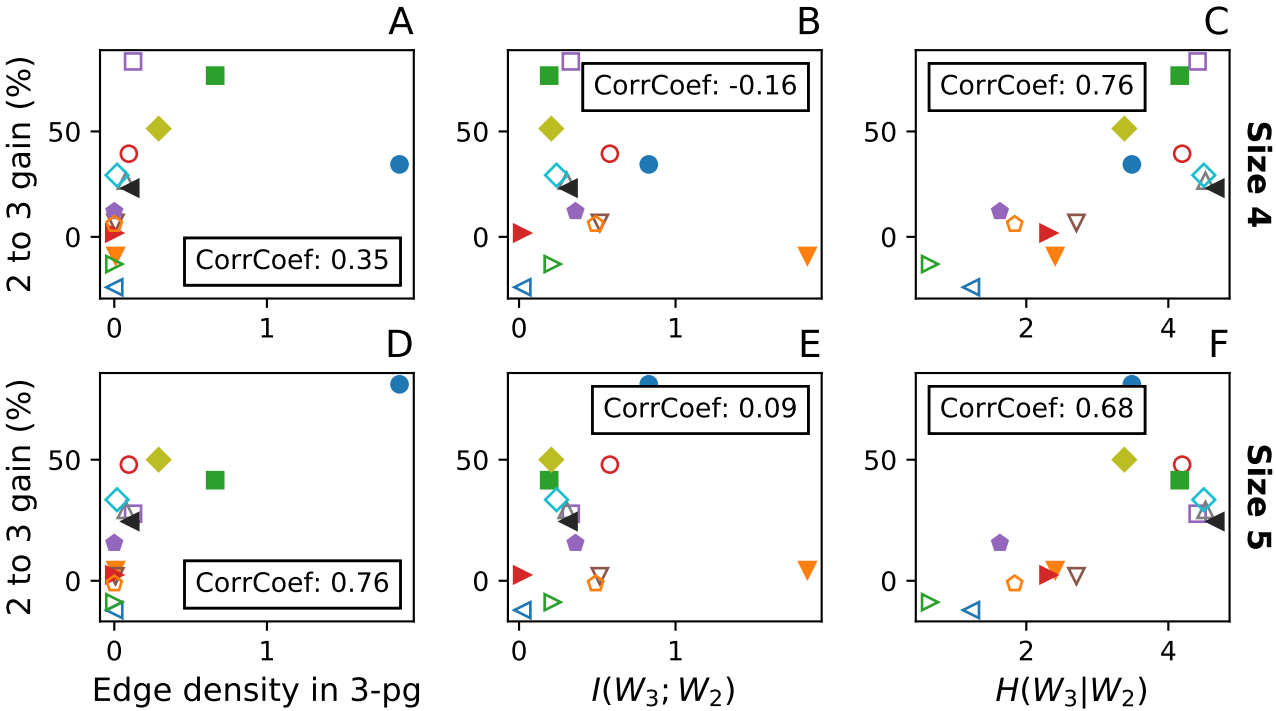 A
B
C
2 to 3 gain (%)
50
0
CorrCoef: 0.35
0
1
50
0
CorrCoef: -0.16
0
1
50
0
CorrCoef: 0.76
2
4
Size 4
D
E
F
2 to 3 gain (%)
50
0
CorrCoef: 0.76
0
1
Edge density in 3-pg
50
0
CorrCoef: 0.09
0
1
I(W₃; W₂)
50
0
CorrCoef: 0.68
2
4
H(W₃|W₂)
Size 5